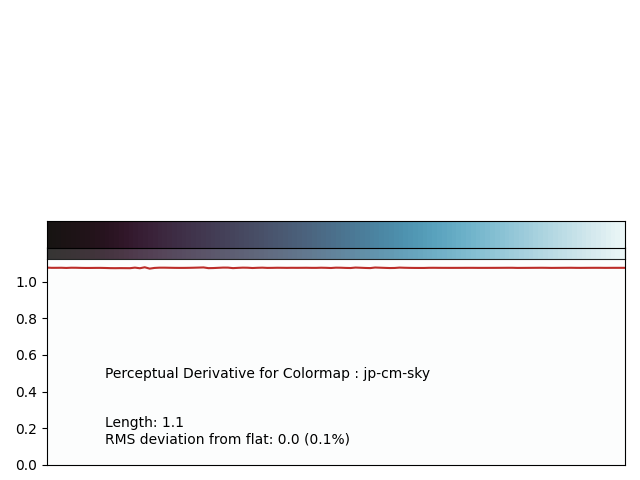 1.0
0.8
0.6
Perceptual Derivative for Colormap : jp-cm-sky
0.4
Length: 1.1
0.2
RMS deviation from flat: 0.0 (0.1%)
0.0